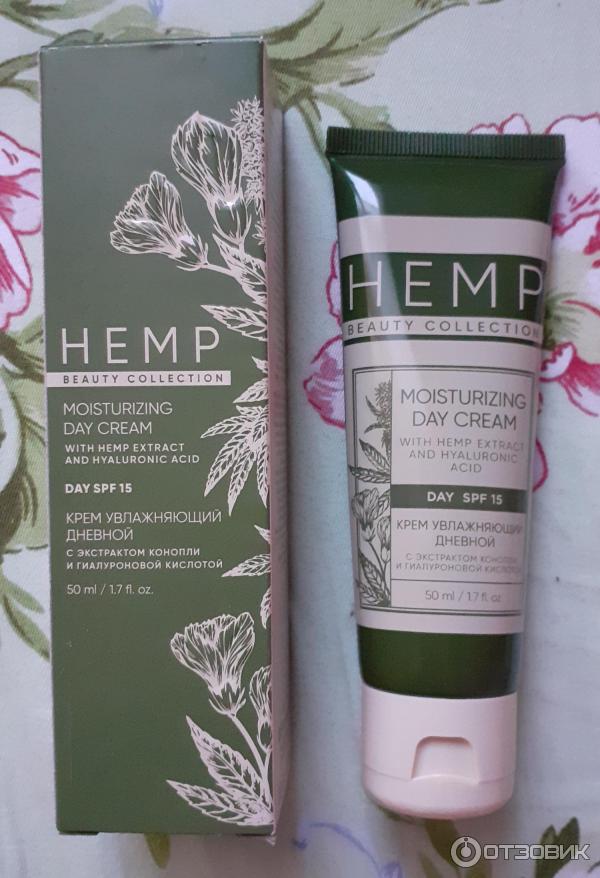 HEMP
BEAUTY COLLECTION
MOISTURIZING
DAY CREAM
WITH HEMP EXTRACT
AND HYALURONIC ACID
DAY SPF 15
КРЕМ УВЛАЖНЯЮЩИЙ
ДНЕВНОЙ
С ЭКСТРАКТОМ КОНОПЛИ
И ГИАЛУРОНОВОЙ КИСЛОТОЙ
50 ml / 1.7 fl. oz.
HEMP
BEAUTY COLLECTION
MOISTURIZING
DAY CREAM
WITH HEMP EXTRACT
AND HYALURONIC
ACID
DAY SPF 15
КРЕМ УВЛАЖНЯЮЩИЙ
ДНЕВНОЙ
С ЭКСТРАКТОМ КОНОПЛИ
И ГИАЛУРОНОВОЙ КИСЛОТОЙ
50 ml / 1.7 fl. oz.
ОТЗОВИК